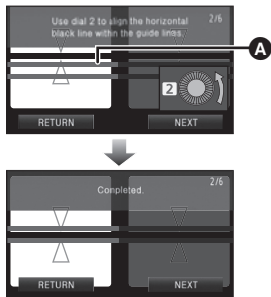 Use dial 2 to align the horizontal
black line within the guide lines.
2/6
A
2
RETURN
NEXT
2/6
Completed.
RETURN
NEXT